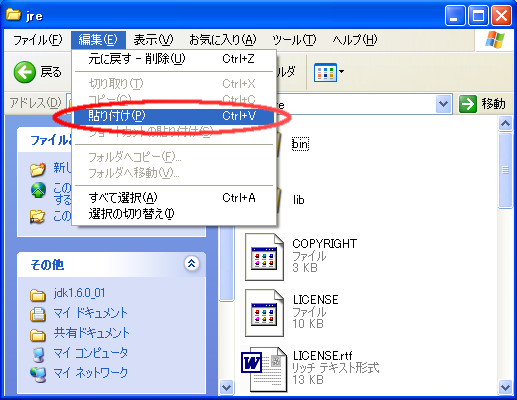 jre
ファイル(F) 編集(E) 表示(V) お気に入り(A) ツール(T) ヘルプ(H)
戻る
元に戻す - 削除(U) Ctrl+Z
切り取り(T) Ctrl+X
コピー(C) Ctrl+C
貼り付け(P) Ctrl+V
ショートカットの貼り付け(S)
フォルダへコピー(F)...
フォルダへ移動(V)...
すべて選択(A) Ctrl+A
選択の切り替え(I)
ルダ
アドレス(D)
re
移動
ファイルと
新し
この
する
この
その他
jdk1.6.0_01
マイ ドキュメント
共有ドキュメント
マイ コンピュータ
マイ ネットワーク
bin
lib
COPYRIGHT
ファイル
3 KB
LICENSE
ファイル
10 KB
LICENSE.rtf
リッチ テキスト形式
13 KB